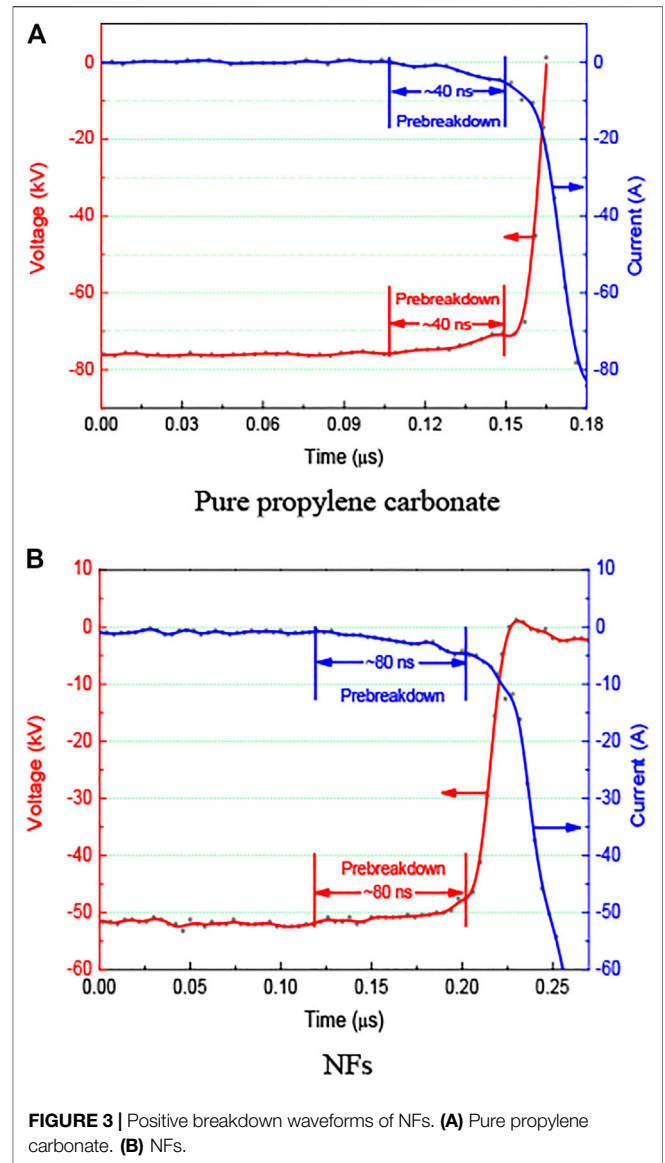 A
0
-20
-40
-60
-80
Voltage (kV)
~40 ns
Prebreakdown
Prebreakdown
~40 ns
0
-20
-40
-60
-80
Current (A)
0.00 0.03 0.06 0.09 0.12 0.15 0.18
Time (μs)
Pure propylene carbonate
B
10
0
-10
-20
-30
-40
-50
-60
Voltage (kV)
~80 ns
Prebreakdown
Prebreakdown
~80 ns
10
0
-10
-20
-30
-40
-50
-60
Current (A)
0.00 0.05 0.10 0.15 0.20 0.25
Time (μs)
NFs
FIGURE 3 | Positive breakdown waveforms of NFs. (A) Pure propylene
carbonate. (B) NFs.